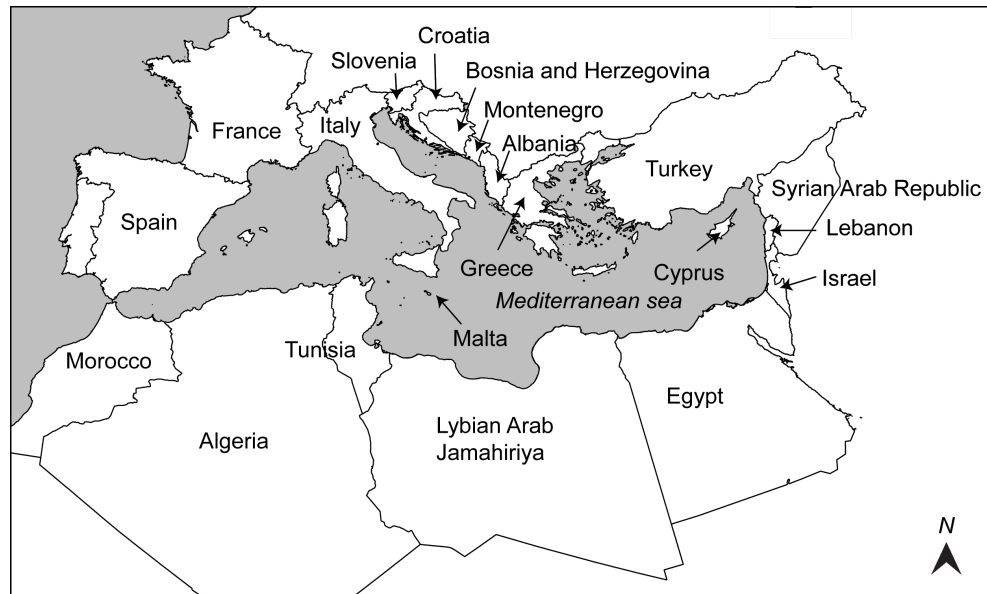 Croatia
Slovenia
Bosnia and Herzegovina
Montenegro
France
Italy
Albania
Turkey
Syrian Arab Republic
Spain
Lebanon
Greece
Cyprus
Israel
Mediterranean sea
Malta
Tunisia
Morocco
Egypt
Algeria
Lybian Arab
Jamahiriya
N